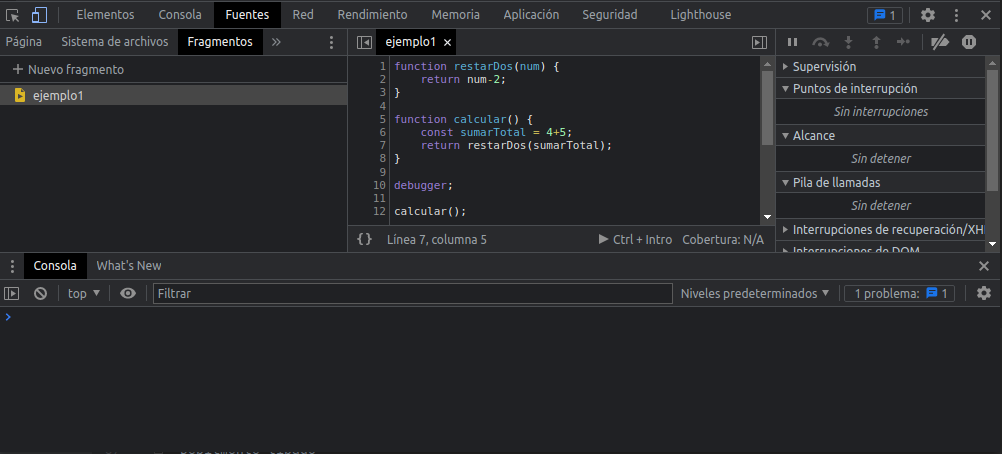 Elementos Consola Fuentes Red Rendimiento Memoria Aplicación Seguridad Lighthouse 1
Página Sistema de archivos Fragmentos »
+ Nuevo fragmento
ejemplo1
ejemplo1 ×
1 function restarDos(num) {
2 return num-2;
3 }
4
5 function calcular() {
6 const sumarTotal = 4+5;
7 return restarDos(sumarTotal);
8 }
9
10 debugger;
11
12 calcular();
{} Línea 7, columna 5 Ctrl + Intro Cobertura: N/A
Supervisión
Puntos de interrupción
Sin interrupciones
Alcance
Sin detener
Pila de llamadas
Sin detener
Interrupciones de recuperación/XH
Interrupciones de DOM
Consola What's New
top Filtrar Niveles predeterminados 1 problema: 1